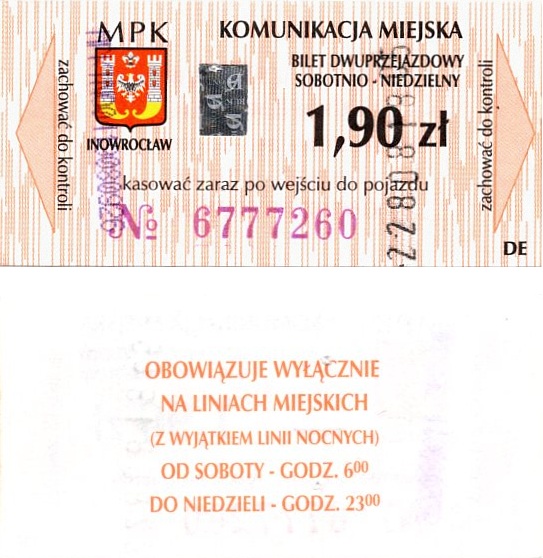 MPK
INOWROCŁAW
KOMUNIKACJA MIEJSKA
BILET DWUPRZEJAZDOWY
SOBOTNIO - NIEDZIELNY
1,90 zł
zachować do kontroli
zachować do kontroli
kasować zaraz po wejściu do pojazdu
№ 6777260
DE
OBOWIĄZUJE WYŁĄCZNIE
NA LINIACH MIEJSKICH
(Z WYJĄTKIEM LINII NOCNYCH)
OD SOBOTY - GODZ. 6⁰⁰
DO NIEDZIELI - GODZ. 23⁰⁰